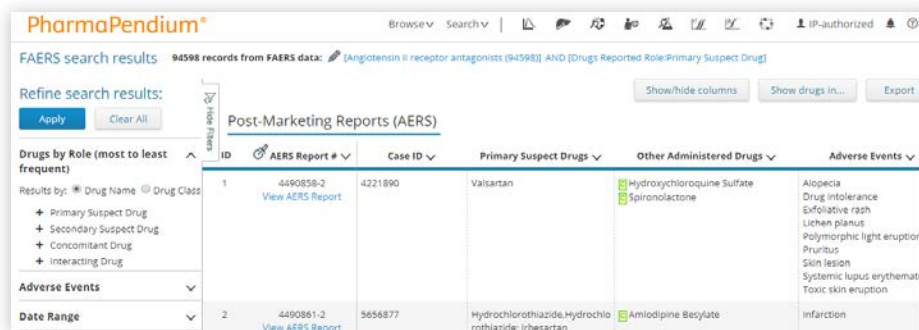 PharmaPendium®
Browse Search IP-authorized
FAERS search results 94598 records from FAERS data: [Angiotensin II receptor antagonists (94598)] AND [Drugs Reported Role:Primary Suspect Drug]
Refine search results:
Apply Clear All
Hide Filters
Show/hide columns Show drugs in... Export
Post-Marketing Reports (AERS)
Drugs by Role (most to least
frequent)
Results by: Drug Name Drug Class
+ Primary Suspect Drug
+ Secondary Suspect Drug
+ Concomitant Drug
+ Interacting Drug
Adverse Events
Date Range
ID AERS Report # Case ID Primary Suspect Drugs Other Administered Drugs Adverse Events
1 4490858-2 4221890 Valsartan Hydroxychloroquine Sulfate Alopecia
View AERS Report Spironolactone Drug intolerance
Exfoliative rash
Lichen planus
Polymorphic light eruption
Pruritus
Skin lesion
Systemic lupus erythemat
Toxic skin eruption
2 4490861-2 5656877 Hydrochlorothiazide,Hydrochlo Amlodipine Besylate Infarction
View AERS Report rothiazide; Irbesartan